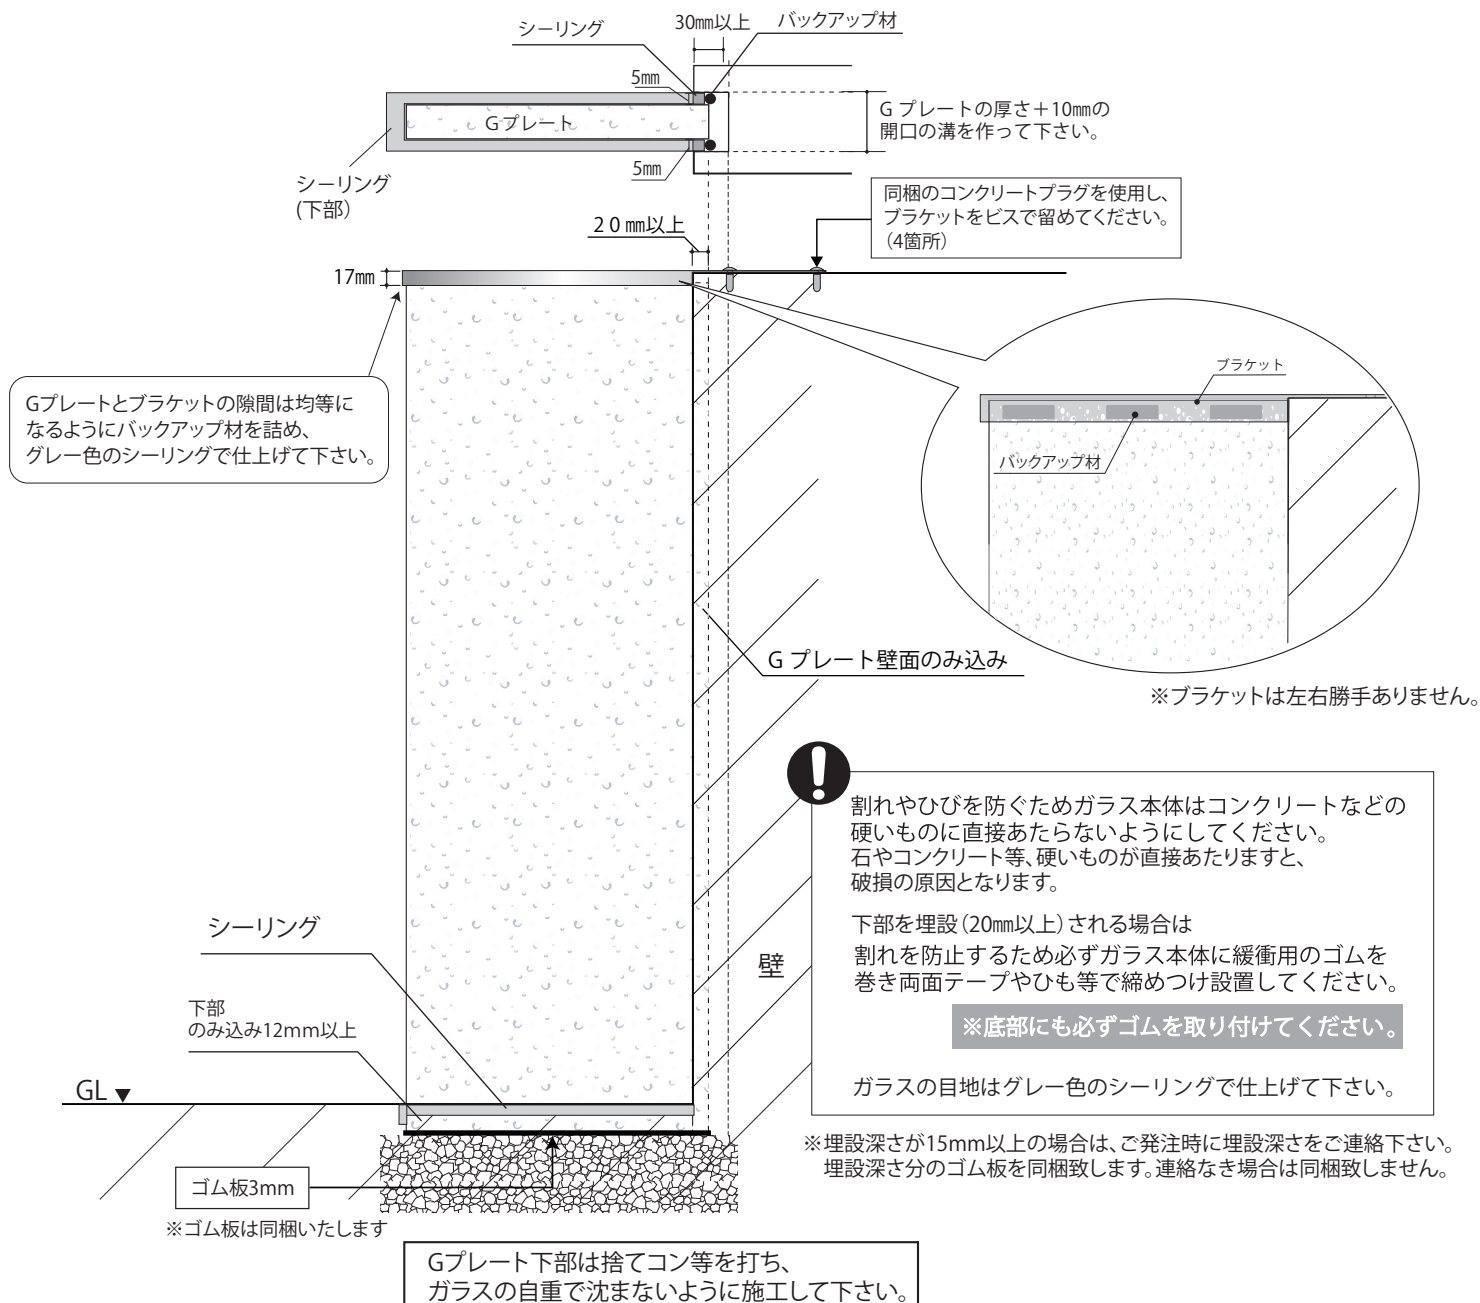 シーリング
30㎜以上
バックアップ材
5㎜
Gプレート
G プレートの厚さ＋10㎜の
開口の溝を作って下さい。
5㎜
シーリング
(下部)
同梱のコンクリートプラグを使用し、
ブラケットをビスで留めてください。
(4箇所)
20㎜以上
17㎜
ブラケット
バックアップ材
Gプレートとブラケットの隙間は均等に
なるようにバックアップ材を詰め、
グレー色のシーリングで仕上げて下さい。
G プレート壁面のみ込み
※ブラケットは左右勝手ありません。
割れやひびを防ぐためガラス本体はコンクリートなどの
硬いものに直接あたらないようにしてください。
石やコンクリート等、硬いものが直接あたりますと、
破損の原因となります。
下部を埋設(20㎜以上)される場合は
割れを防止するため必ずガラス本体に緩衝用のゴムを
巻き両面テープやひも等で締めつけ設置してください。
※底部にも必ずゴムを取り付けてください。
ガラスの目地はグレー色のシーリングで仕上げて下さい。
シーリング
壁
下部
のみ込み12mm以上
GL
※埋設深さが15mm以上の場合は、ご発注時に埋設深さをご連絡下さい。
埋設深さ分のゴム板を同梱致します。連絡なき場合は同梱致しません。
ゴム板3mm
※ゴム板は同梱いたします
Gプレート下部は捨てコン等を打ち、
ガラスの自重で沈まないように施工して下さい。